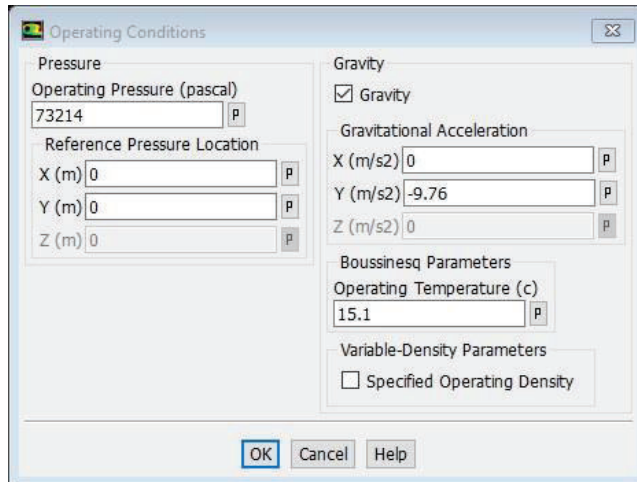 Operating Conditions
Pressure
Operating Pressure (pascal)
73214 P
Reference Pressure Location
X (m) 0 P
Y (m) 0 P
Z (m) 0 P
Gravity
Gravity
Gravitational Acceleration
X (m/s2) 0 P
Y (m/s2) -9.76 P
Z (m/s2) 0 P
Boussinesq Parameters
Operating Temperature (c)
15.1 P
Variable-Density Parameters
Specified Operating Density
OK Cancel Help